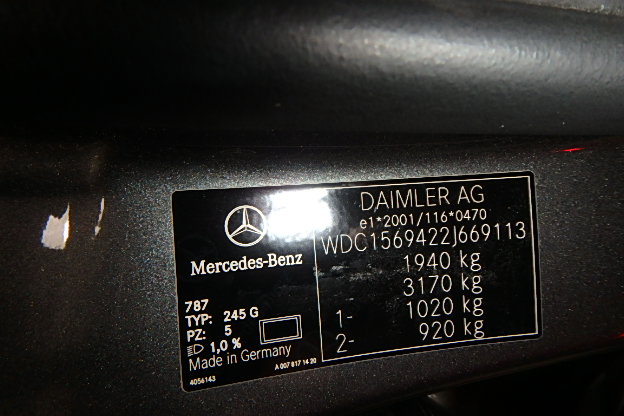 DAIMLER AG
e1*2001/116*0470
WDC1569422J669113
1940 kg
3170 kg
1- 1020 kg
2- 920 kg
Mercedes-Benz
787
TYP: 245 G
PZ: 5
1,0 %
Made in Germany
4056143
A 007 817 14 20